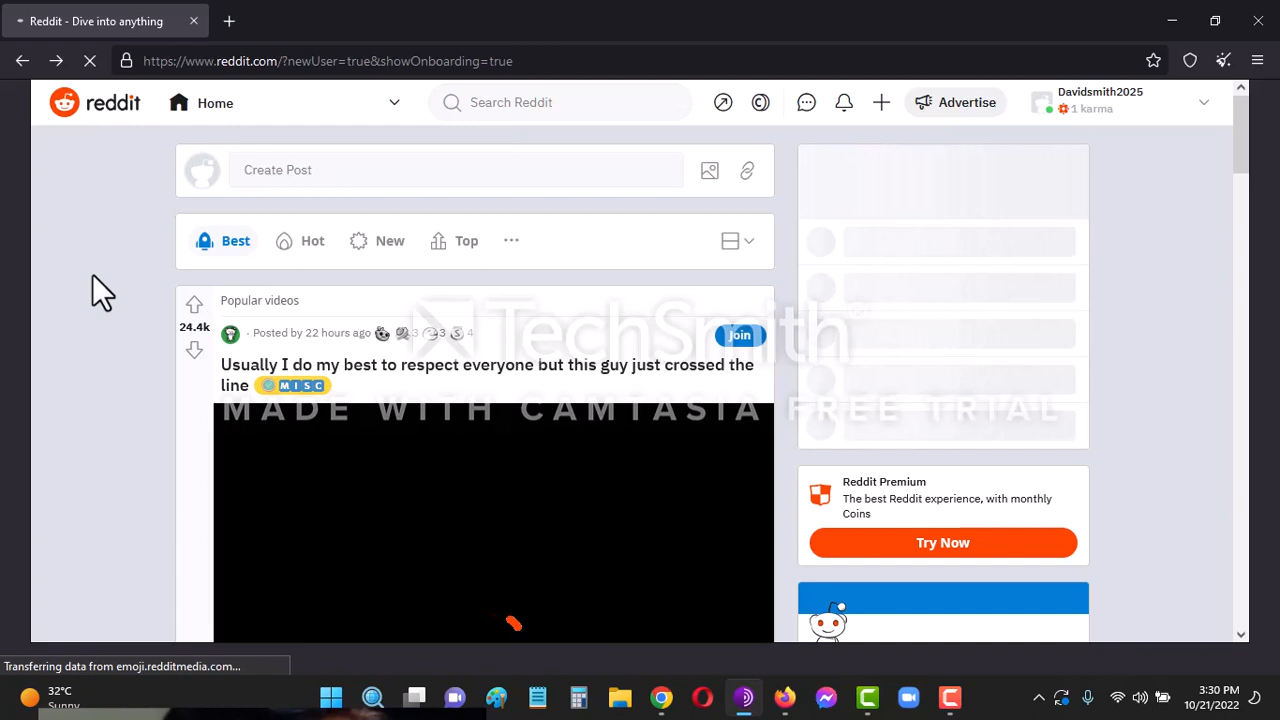 Reddit - Dive into anything
https://www.reddit.com/?newUser=true&showOnboarding=true
reddit
Home
Search Reddit
Advertise
Davidsmith2025
1 karma
Create Post
Best
Hot
New
Top
Popular videos
24.4k
· Posted by 22 hours ago
3
3
4
Join
Usually I do my best to respect everyone but this guy just crossed the
line MISC
TechSmith
MADE WITH CAMTASIA FREE TRIAL
Reddit Premium
The best Reddit experience, with monthly
Coins
Try Now
Transferring data from emoji.redditmedia.com...
32°C
Sunny
3:30 PM
10/21/2022